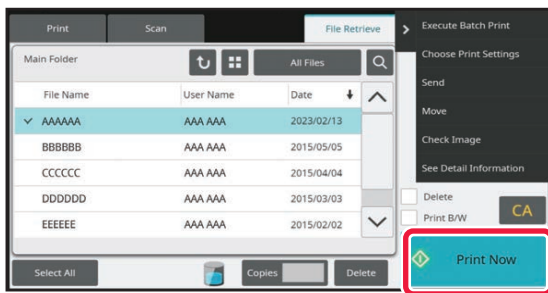 Print Scan File Retrieve
Main Folder All Files
File Name User Name Date
AAAAAA AAA AAA 2023/02/13
BBBBBB AAA AAA 2015/05/05
CCCCCC AAA AAA 2015/04/04
DDDDDD AAA AAA 2015/03/03
EEEEEE AAA AAA 2015/02/02
Select All Copies Delete
Execute Batch Print
Choose Print Settings
Send
Move
Check Image
See Detail Information
Delete
Print B/W
CA
Print Now